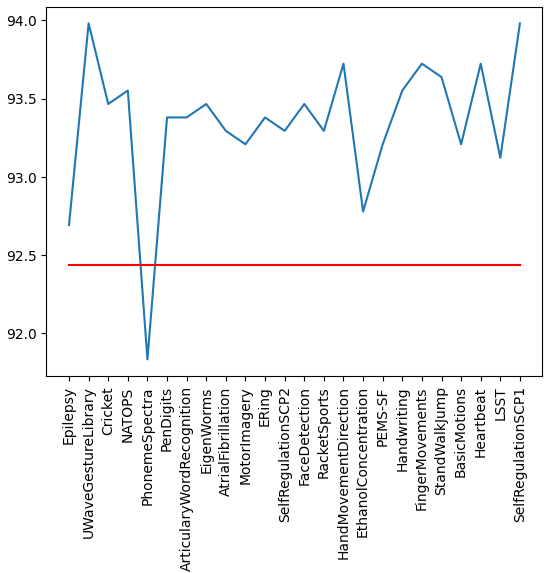 94.0
93.5
93.0
92.5
92.0
Epilepsy
UWaveGestureLibrary
Cricket
NATOPS
PhonemeSpectra
PenDigits
ArticularyWordRecognition
EigenWorms
AtrialFibrillation
MotorImagery
ERing
SelfRegulationSCP2
FaceDetection
RacketSports
HandMovementDirection
EthanolConcentration
PEMS-SF
Handwriting
FingerMovements
StandWalkJump
BasicMotions
Heartbeat
LSST
SelfRegulationSCP1